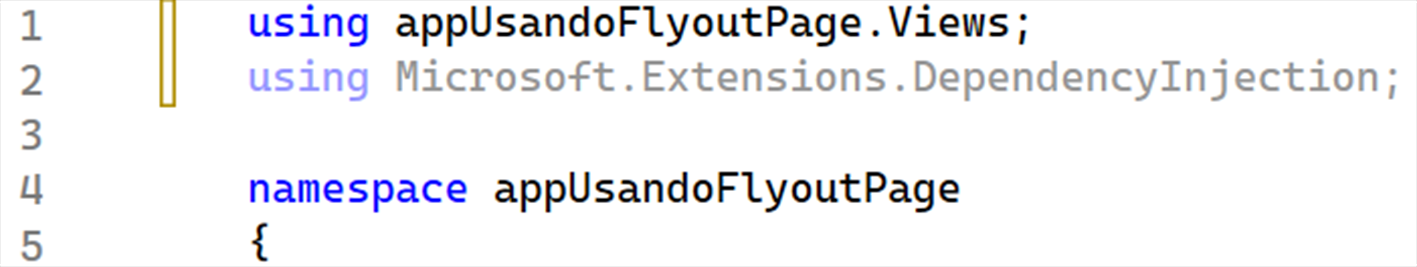 1 using appUsandoFlyoutPage.Views;
2 using Microsoft.Extensions.DependencyInjection;
3
4 namespace appUsandoFlyoutPage
5 {